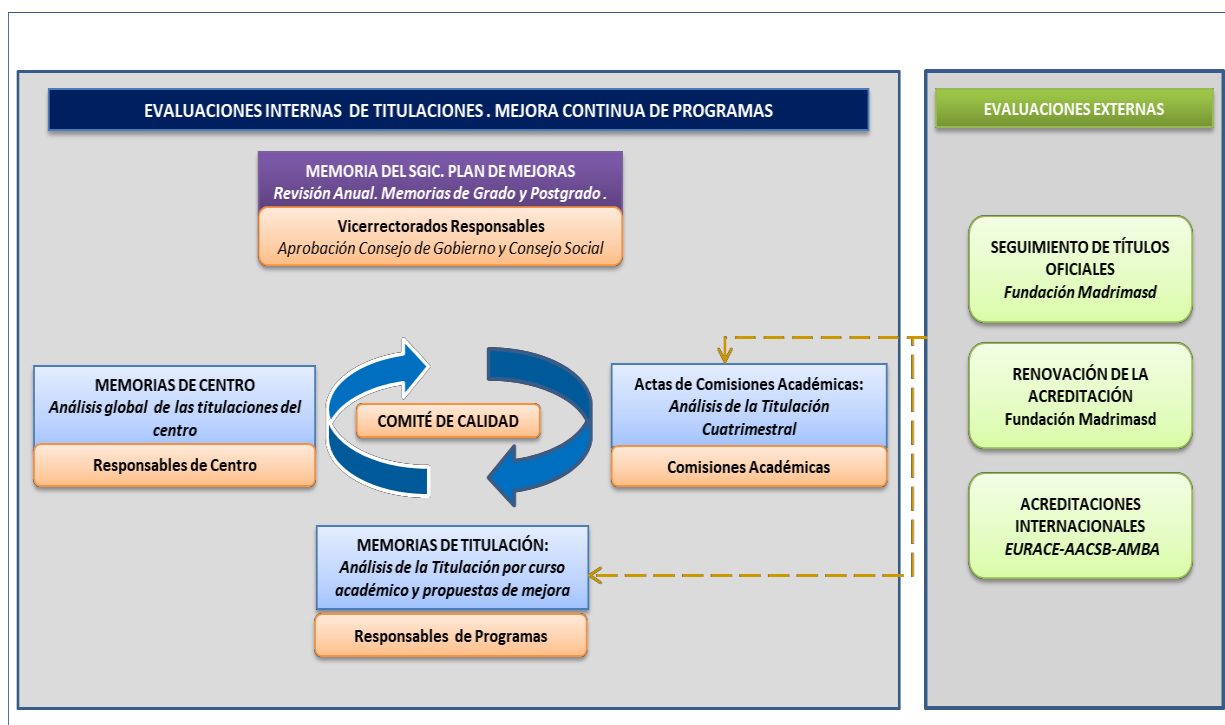 EVALUACIONES INTERNAS DE TITULACIONES . MEJORA CONTINUA DE PROGRAMAS
MEMORIA DEL SGIC. PLAN DE MEJORAS
Revisión Anual. Memorias de Grado y Postgrado .
Vicerrectorados Responsables
Aprobación Consejo de Gobierno y Consejo Social
MEMORIAS DE CENTRO
Análisis global de las titulaciones del
centro
Responsables de Centro
COMITÉ DE CALIDAD
Actas de Comisiones Académicas:
Análisis de la Titulación
Cuatrimestral
Comisiones Académicas
MEMORIAS DE TITULACIÓN:
Análisis de la Titulación por curso
académico y propuestas de mejora
Responsables de Programas
EVALUACIONES EXTERNAS
SEGUIMIENTO DE TÍTULOS
OFICIALES
Fundación Madrimasd
RENOVACIÓN DE LA
ACREDITACIÓN
Fundación Madrimasd
ACREDITACIONES
INTERNACIONALES
EURACE-AACSB-AMBA